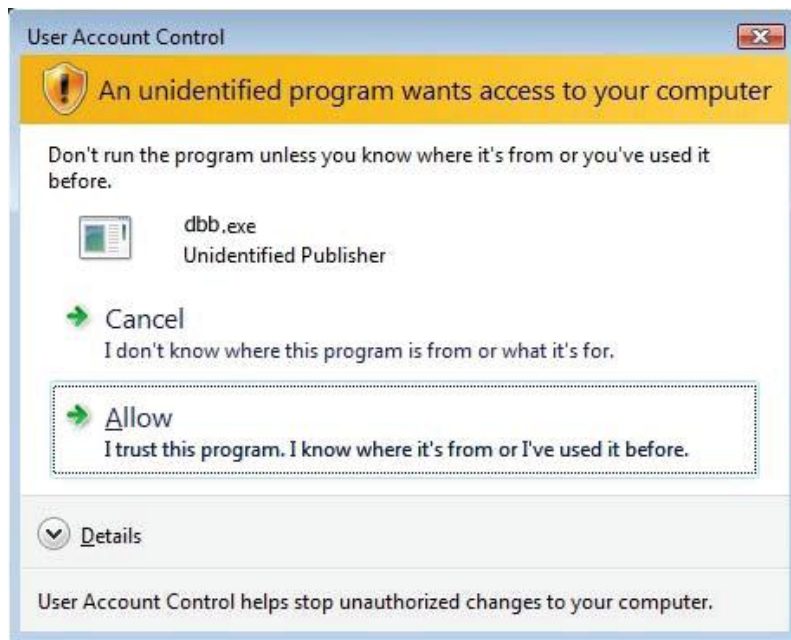 User Account Control
An unidentified program wants access to your computer
Don't run the program unless you know where it's from or you've used it
before.
dbb.exe
Unidentified Publisher
Cancel
I don't know where this program is from or what it's for.
Allow
I trust this program. I know where it's from or I've used it before.
Details
User Account Control helps stop unauthorized changes to your computer.